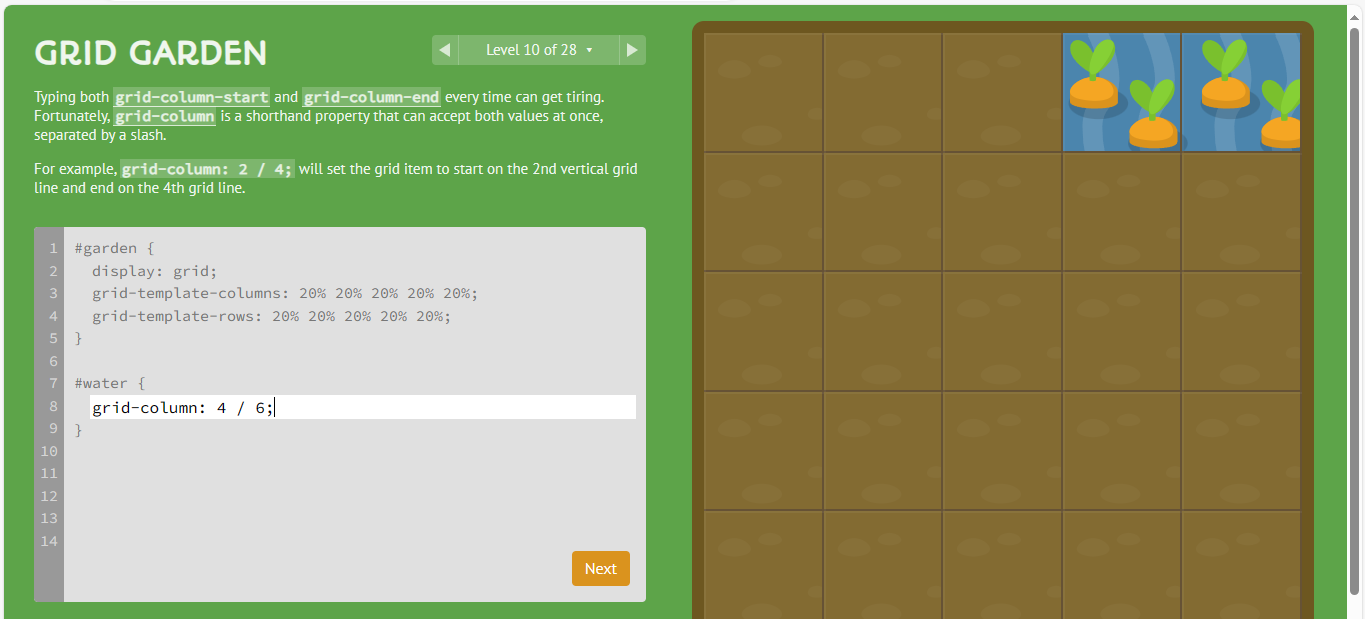 GRID GARDEN
◀ Level 10 of 28 ▾ ▶
Typing both grid-column-start and grid-column-end every time can get tiring.
Fortunately, grid-column is a shorthand property that can accept both values at once,
separated by a slash.
For example, grid-column: 2 / 4; will set the grid item to start on the 2nd vertical grid
line and end on the 4th grid line.
1 #garden {
2   display: grid;
3   grid-template-columns: 20% 20% 20% 20% 20%;
4   grid-template-rows: 20% 20% 20% 20% 20%;
5 }
6
7 #water {
8   grid-column: 4 / 6;
9 }
10
11
12
13
14
Next